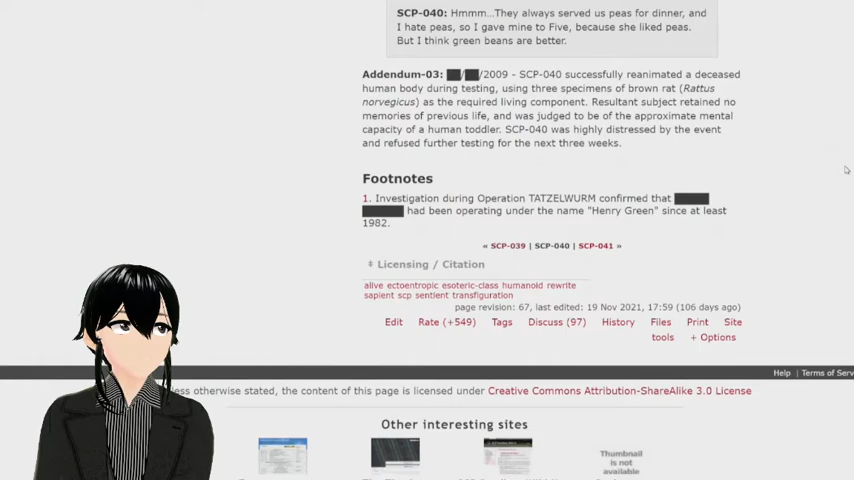 SCP-040: Hmmm...They always served us peas for dinner, and
I hate peas, so I gave mine to Five, because she liked peas.
But I think green beans are better.
Addendum-03: ██/██/2009 - SCP-040 successfully reanimated a deceased
human body during testing, using three specimens of brown rat (Rattus
norvegicus) as the required living component. Resultant subject retained no
memories of previous life, and was judged to be of the approximate mental
capacity of a human toddler. SCP-040 was highly distressed by the event
and refused further testing for the next three weeks.
Footnotes
1. Investigation during Operation TATZELWURM confirmed that █████
██████ had been operating under the name "Henry Green" since at least
1982.
« SCP-039 | SCP-040 | SCP-041 »
‡ Licensing / Citation
alive ectoentropic esoteric-class humanoid rewrite
sapient scp sentient transfiguration
page revision: 67, last edited: 19 Nov 2021, 17:59 (106 days ago)
Edit Rate (+549) Tags Discuss (97) History Files Print Site
tools + Options
Help | Terms of Serv
ess otherwise stated, the content of this page is licensed under Creative Commons Attribution-ShareAlike 3.0 License
Other interesting sites
Thumbnail
is not
available